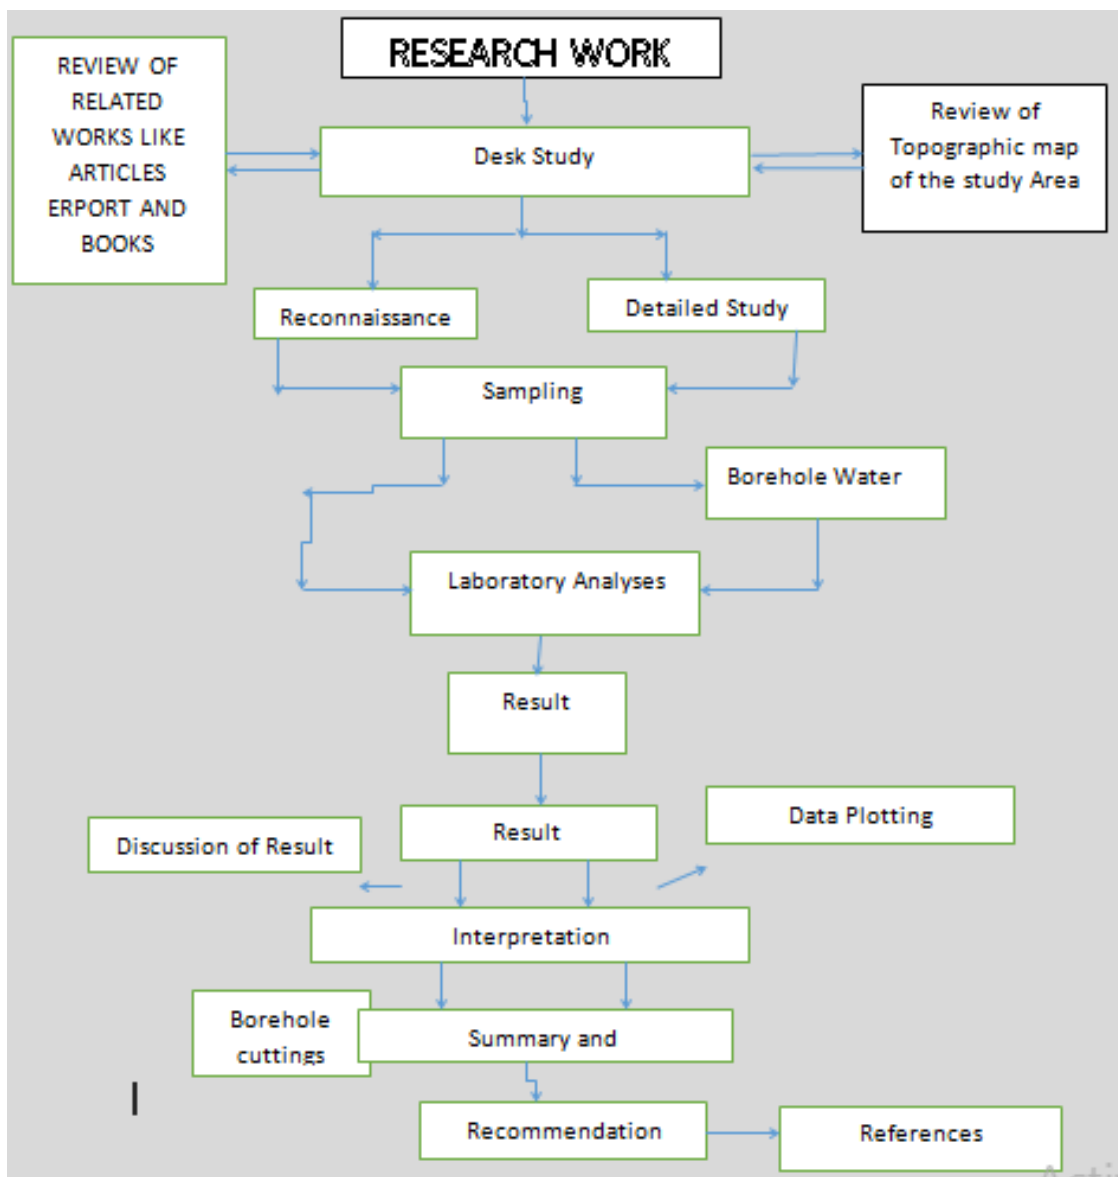 RESEARCH WORK
REVIEW OF
RELATED
WORKS LIKE
ARTICLES
ERPORT AND
BOOKS
Desk Study
Review of
Topographic map
of the study Area
Reconnaissance
Detailed Study
Sampling
Borehole Water
Laboratory Analyses
Result
Result
Data Plotting
Discussion of Result
Interpretation
Borehole
cuttings
Summary and
Recommendation
References